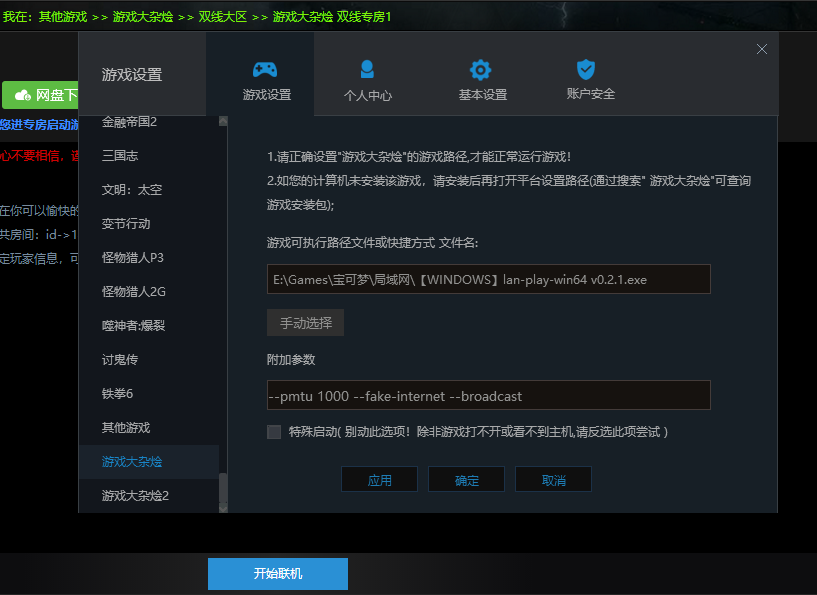 我在: 其他游戏 >> 游戏大杂烩 >> 双线大区 >> 游戏大杂烩 双线专房1
游戏设置
游戏设置
个人中心
基本设置
账户安全
网盘下
您进专房启动游
心不要相信，
在你可以愉快的
共房间: id->1
定玩家信息，可
金融帝国2
三国志
文明：太空
变节行动
怪物猎人P3
怪物猎人2G
噬神者:爆裂
讨鬼传
铁拳6
其他游戏
游戏大杂烩
游戏大杂烩2
1.请正确设置"游戏大杂烩"的游戏路径,才能正常运行游戏!
2.如您的计算机未安装该游戏，请安装后再打开平台设置路径(通过搜索" 游戏大杂烩"可查询
游戏安装包);
游戏可执行路径文件或快捷方式 文件名:
E:\Games\宝可梦\局域网\【WINDOWS】lan-play-win64 v0.2.1.exe
手动选择
附加参数
--pmtu 1000 --fake-internet --broadcast
特殊启动( 别动此选项！除非游戏打不开或看不到主机,请反选此项尝试 )
应用
确定
取消
开始联机